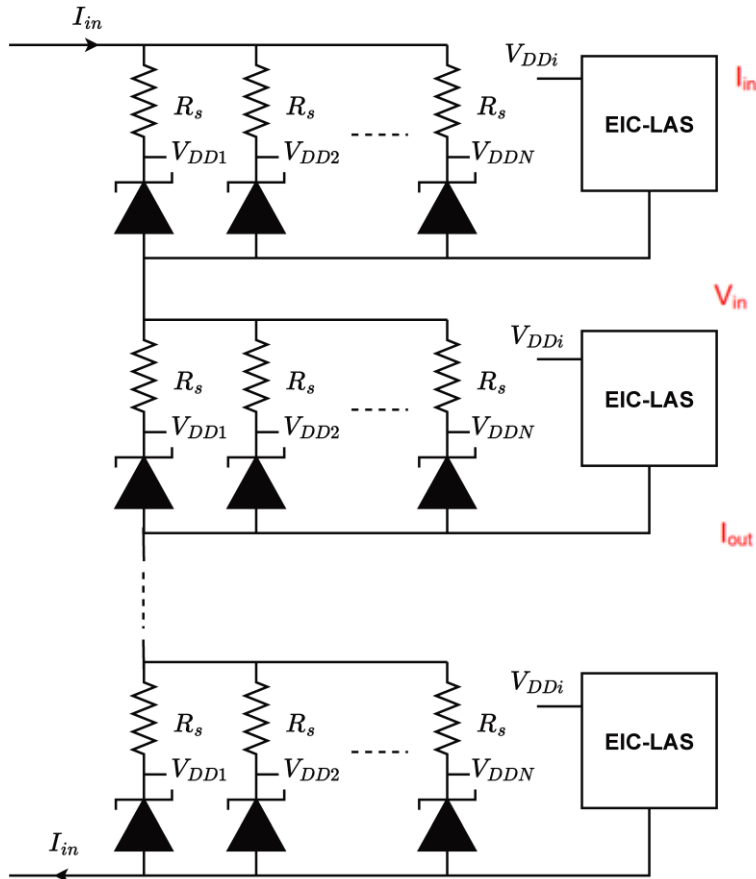 I_in
V_DDi
I_in
EIC-LAS
R_s R_s R_s
V_DD1 V_DD2 V_DDN
V_in
V_DDi
EIC-LAS
R_s R_s R_s
V_DD1 V_DD2 V_DDN
I_out
V_DDi
EIC-LAS
R_s R_s R_s
V_DD1 V_DD2 V_DDN
I_in